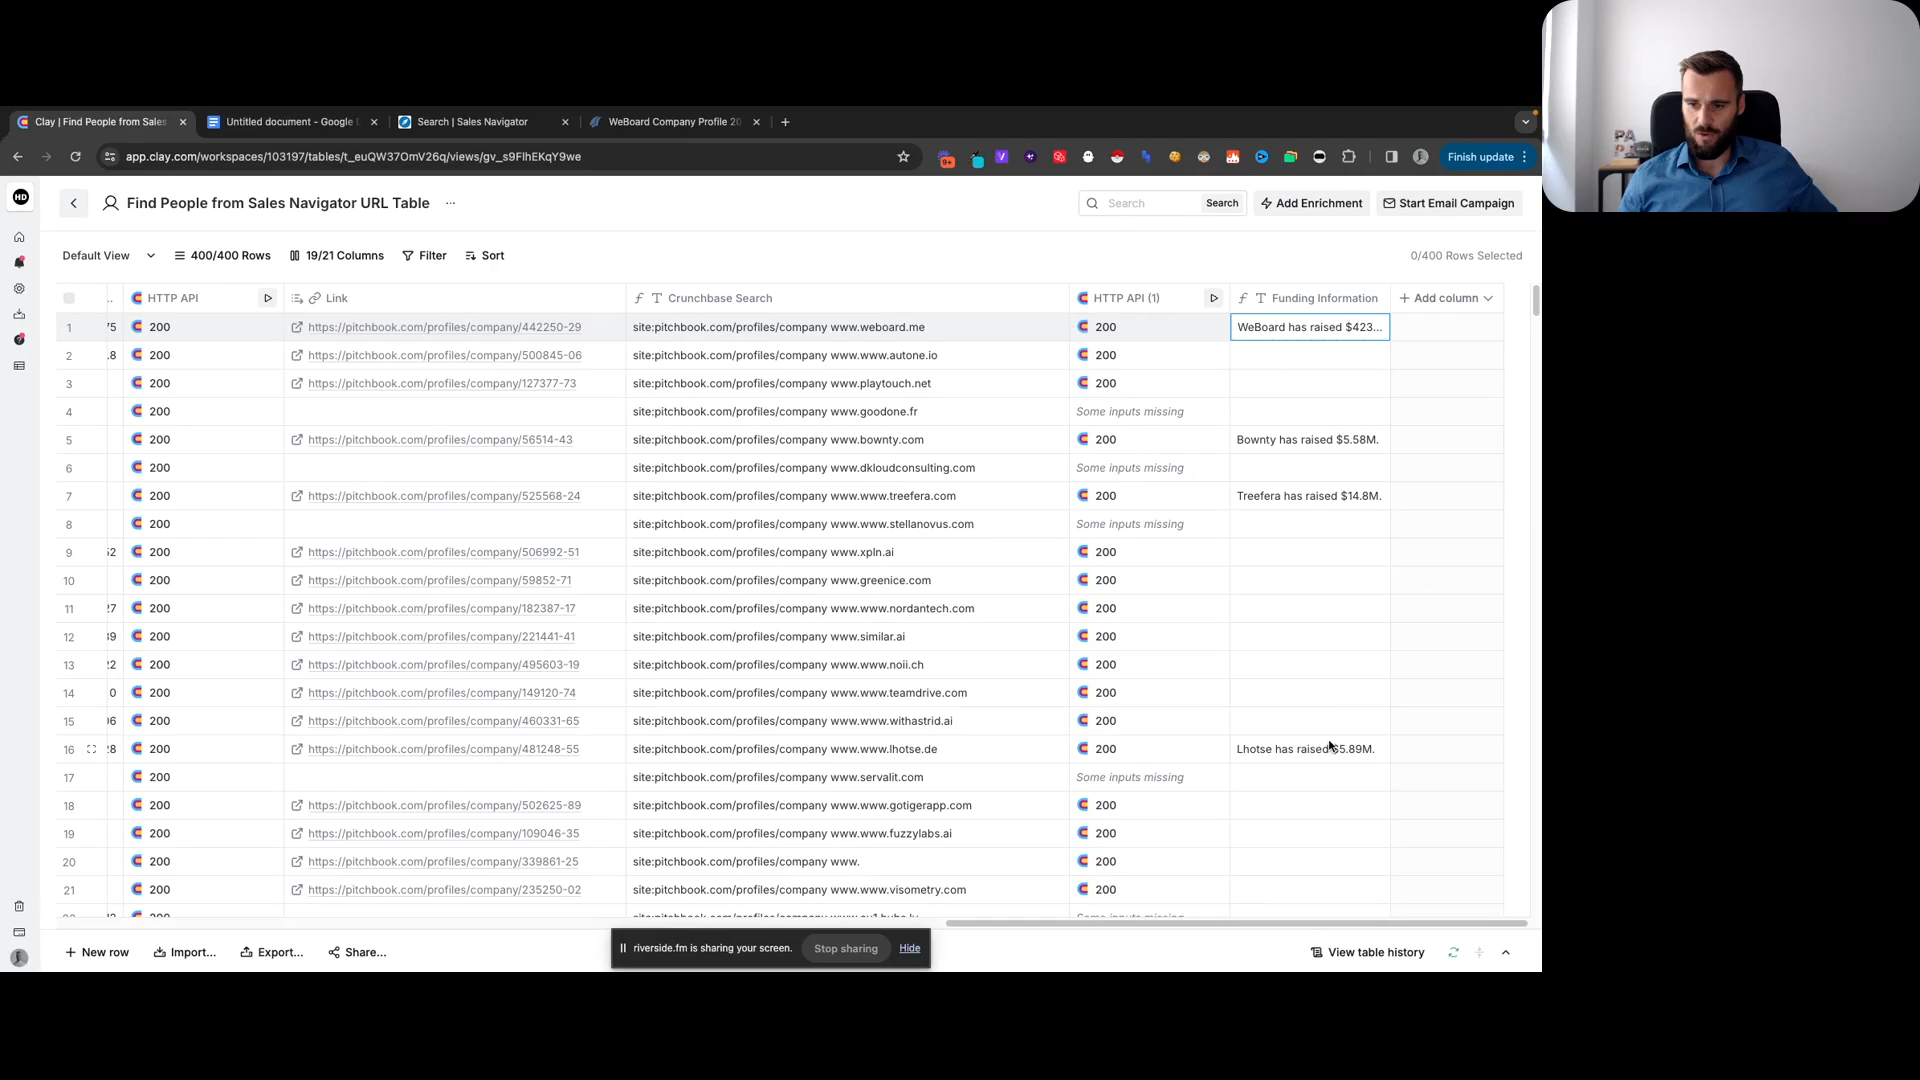 Clay | Find People from Sales
Untitled document - Google
Search | Sales Navigator
WeBoard Company Profile 20
app.clay.com/workspaces/103197/tables/t_euQW37OmV26q/views/gv_s9FlhEKqY9we
9+
Finish update
HD
Find People from Sales Navigator URL Table
Search
Search
Add Enrichment
Start Email Campaign
Default View
400/400 Rows
19/21 Columns
Filter
Sort
0/400 Rows Selected
.. HTTP API Link Crunchbase Search HTTP API (1) Funding Information + Add column
1 75 200 https://pitchbook.com/profiles/company/442250-29 site:pitchbook.com/profiles/company www.weboard.me 200 WeBoard has raised $423...
2 .8 200 https://pitchbook.com/profiles/company/500845-06 site:pitchbook.com/profiles/company www.www.autone.io 200
3 200 https://pitchbook.com/profiles/company/127377-73 site:pitchbook.com/profiles/company www.playtouch.net 200
4 200 site:pitchbook.com/profiles/company www.goodone.fr Some inputs missing
5 200 https://pitchbook.com/profiles/company/56514-43 site:pitchbook.com/profiles/company www.bownty.com 200 Bownty has raised $5.58M.
6 200 site:pitchbook.com/profiles/company www.dkloudconsulting.com Some inputs missing
7 200 https://pitchbook.com/profiles/company/525568-24 site:pitchbook.com/profiles/company www.www.treefera.com 200 Treefera has raised $14.8M.
8 200 site:pitchbook.com/profiles/company www.www.stellanovus.com Some inputs missing
9 52 200 https://pitchbook.com/profiles/company/506992-51 site:pitchbook.com/profiles/company www.xpln.ai 200
10 200 https://pitchbook.com/profiles/company/59852-71 site:pitchbook.com/profiles/company www.greenice.com 200
11 27 200 https://pitchbook.com/profiles/company/182387-17 site:pitchbook.com/profiles/company www.www.nordantech.com 200
12 39 200 https://pitchbook.com/profiles/company/221441-41 site:pitchbook.com/profiles/company www.similar.ai 200
13 22 200 https://pitchbook.com/profiles/company/495603-19 site:pitchbook.com/profiles/company www.www.noii.ch 200
14 0 200 https://pitchbook.com/profiles/company/149120-74 site:pitchbook.com/profiles/company www.www.teamdrive.com 200
15 06 200 https://pitchbook.com/profiles/company/460331-65 site:pitchbook.com/profiles/company www.www.withastrid.ai 200
16 28 200 https://pitchbook.com/profiles/company/481248-55 site:pitchbook.com/profiles/company www.www.lhotse.de 200 Lhotse has raised $5.89M.
17 200 site:pitchbook.com/profiles/company www.servalit.com Some inputs missing
18 200 https://pitchbook.com/profiles/company/502625-89 site:pitchbook.com/profiles/company www.www.gotigerapp.com 200
19 200 https://pitchbook.com/profiles/company/109046-35 site:pitchbook.com/profiles/company www.www.fuzzylabs.ai 200
20 200 https://pitchbook.com/profiles/company/339861-25 site:pitchbook.com/profiles/company www. 200
21 200 https://pitchbook.com/profiles/company/235250-02 site:pitchbook.com/profiles/company www.www.visometry.com 200
+ New row
Import...
Export...
Share...
riverside.fm is sharing your screen.
Stop sharing
Hide
View table history